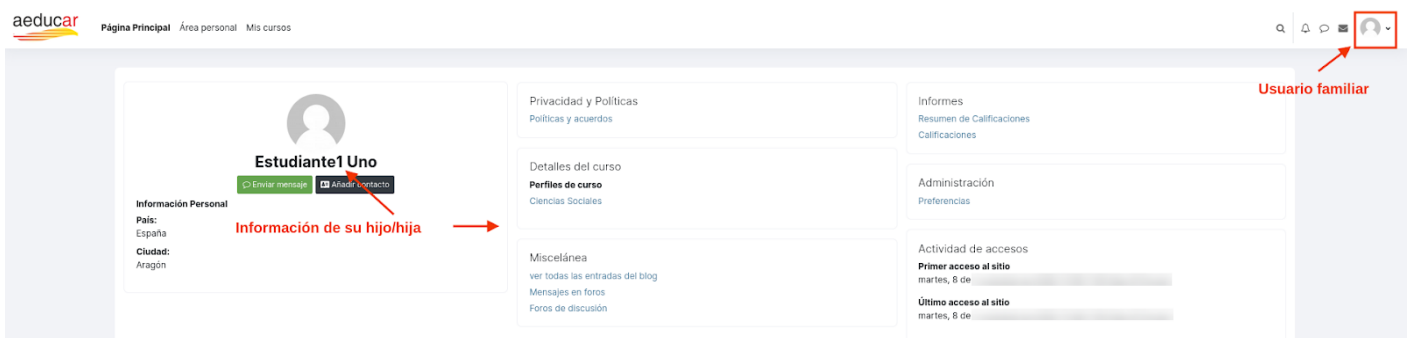 aeducar
Página Principal Área personal Mis cursos
Usuario familiar
Estudiante1 Uno
Enviar mensaje Añadir contacto
Información Personal
País:
España
Ciudad:
Aragón
Información de su hijo/hija
Privacidad y Políticas
Políticas y acuerdos
Detalles del curso
Perfiles de curso
Ciencias Sociales
Miscelánea
ver todas las entradas del blog
Mensajes en foros
Foros de discusión
Informes
Resumen de Calificaciones
Calificaciones
Administración
Preferencias
Actividad de accesos
Primer acceso al sitio
martes, 8 de
Último acceso al sitio
martes, 8 de